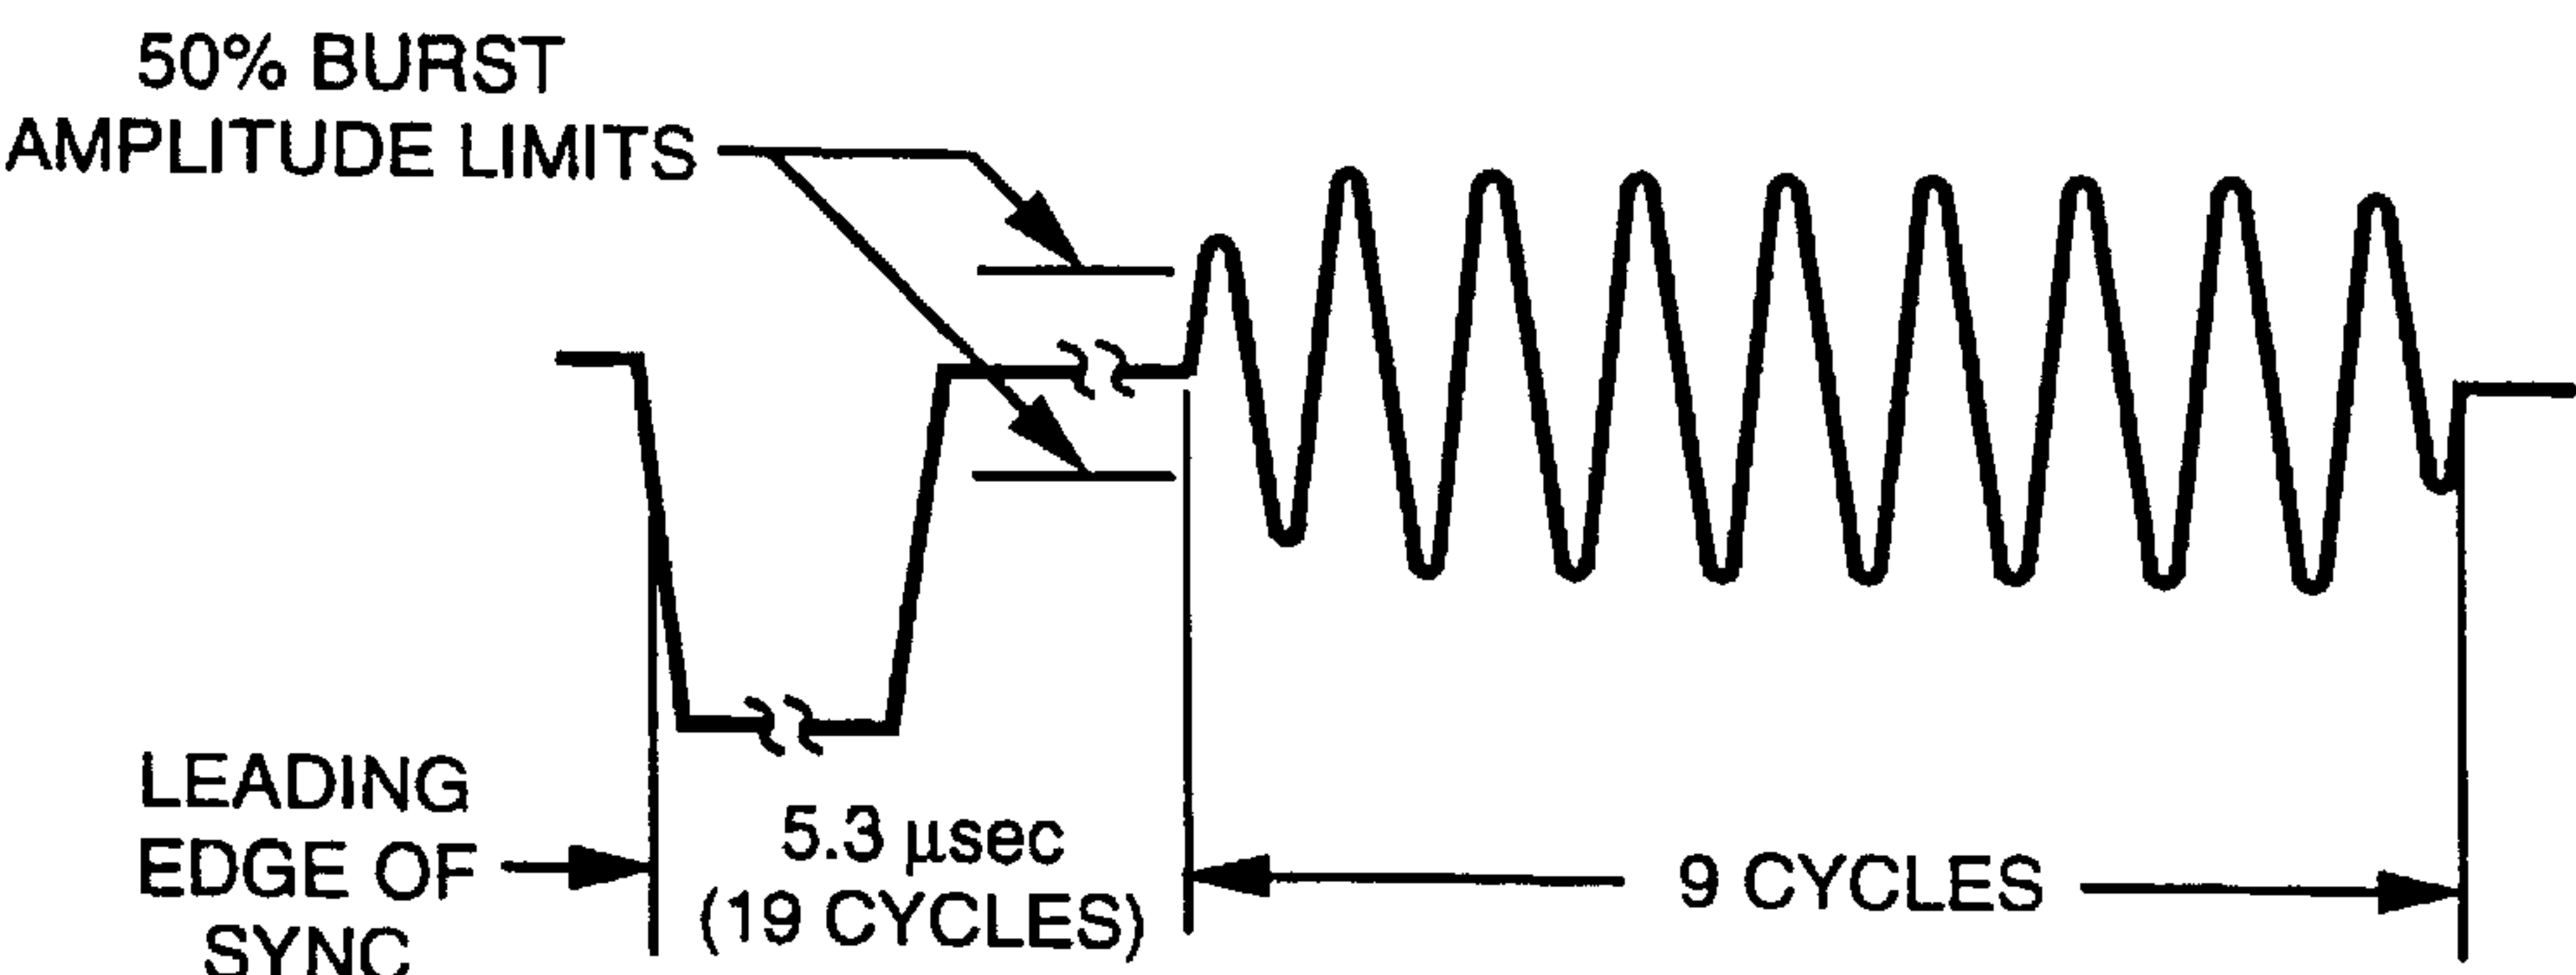 50% BURST
AMPLITUDE LIMITS
LEADING
EDGE OF
SYNC
5.3 µsec
(19 CYCLES)
9 CYCLES